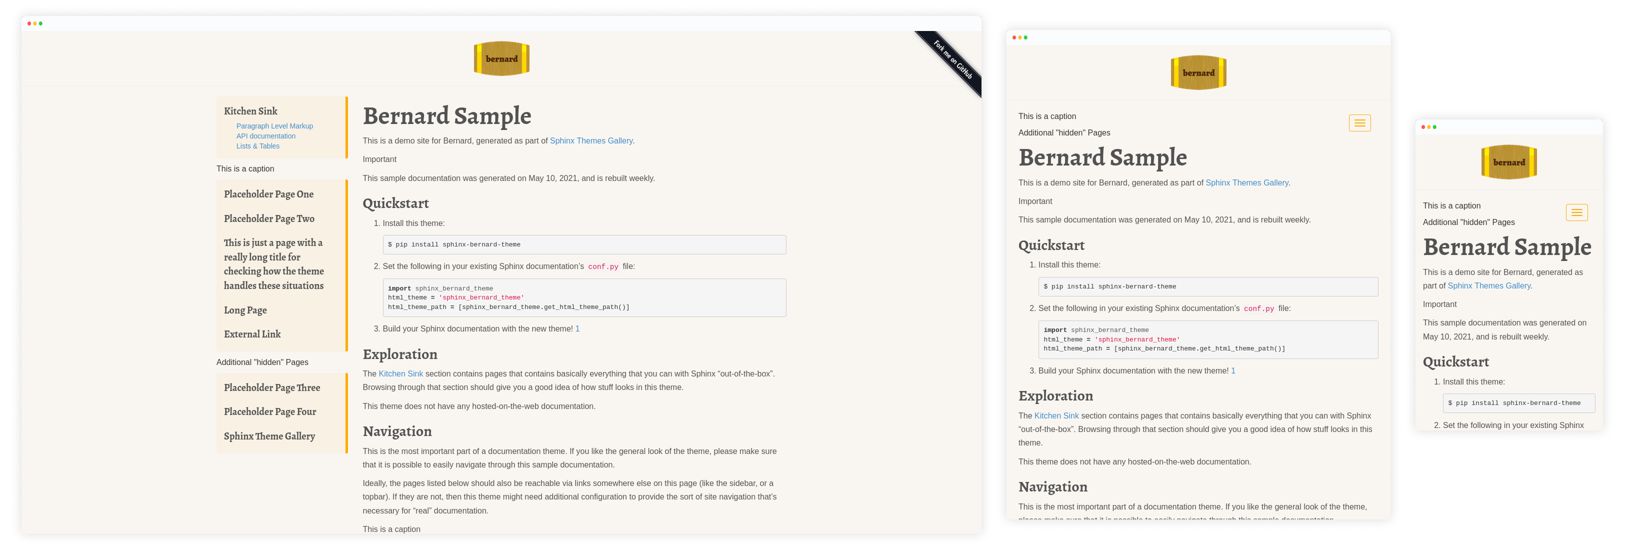 bernard
Fork me on GitHub
Kitchen Sink
Paragraph Level Markup
API documentation
Lists & Tables
This is a caption
Placeholder Page One
Placeholder Page Two
This is just a page with a
really long title for
checking how the theme
handles these situations
Long Page
External Link
Additional "hidden" Pages
Placeholder Page Three
Placeholder Page Four
Sphinx Theme Gallery
Bernard Sample
This is a demo site for Bernard, generated as part of Sphinx Themes Gallery.
Important
This sample documentation was generated on May 10, 2021, and is rebuilt weekly.
Quickstart
1. Install this theme:
$ pip install sphinx-bernard-theme
2. Set the following in your existing Sphinx documentation's conf.py file:
import sphinx_bernard_theme
html_theme = 'sphinx_bernard_theme'
html_theme_path = [sphinx_bernard_theme.get_html_theme_path()]
3. Build your Sphinx documentation with the new theme! 1
Exploration
The Kitchen Sink section contains pages that contains basically everything that you can with Sphinx “out-of-the-box”.
Browsing through that section should give you a good idea of how stuff looks in this theme.
This theme does not have any hosted-on-the-web documentation.
Navigation
This is the most important part of a documentation theme. If you like the general look of the theme, please make sure
that it is possible to easily navigate through this sample documentation.
Ideally, the pages listed below should also be reachable via links somewhere else on this page (like the sidebar, or a
topbar). If they are not, then this theme might need additional configuration to provide the sort of site navigation that's
necessary for “real” documentation.
This is a caption
bernard
This is a caption
Additional "hidden" Pages
Bernard Sample
This is a demo site for Bernard, generated as part of Sphinx Themes Gallery.
Important
This sample documentation was generated on May 10, 2021, and is rebuilt weekly.
Quickstart
1. Install this theme:
$ pip install sphinx-bernard-theme
2. Set the following in your existing Sphinx documentation's conf.py file:
import sphinx_bernard_theme
html_theme = 'sphinx_bernard_theme'
html_theme_path = [sphinx_bernard_theme.get_html_theme_path()]
3. Build your Sphinx documentation with the new theme! 1
Exploration
The Kitchen Sink section contains pages that contains basically everything that you can with Sphinx
“out-of-the-box”. Browsing through that section should give you a good idea of how stuff looks in this
theme.
This theme does not have any hosted-on-the-web documentation.
Navigation
This is the most important part of a documentation theme. If you like the general look of the theme,
please make sure that it is possible to easily navigate through this sample documentation.
bernard
This is a caption
Additional "hidden" Pages
Bernard Sample
This is a demo site for Bernard, generated as
part of Sphinx Themes Gallery.
Important
This sample documentation was generated on
May 10, 2021, and is rebuilt weekly.
Quickstart
1. Install this theme:
$ pip install sphinx-bernard-theme
2. Set the following in your existing Sphinx